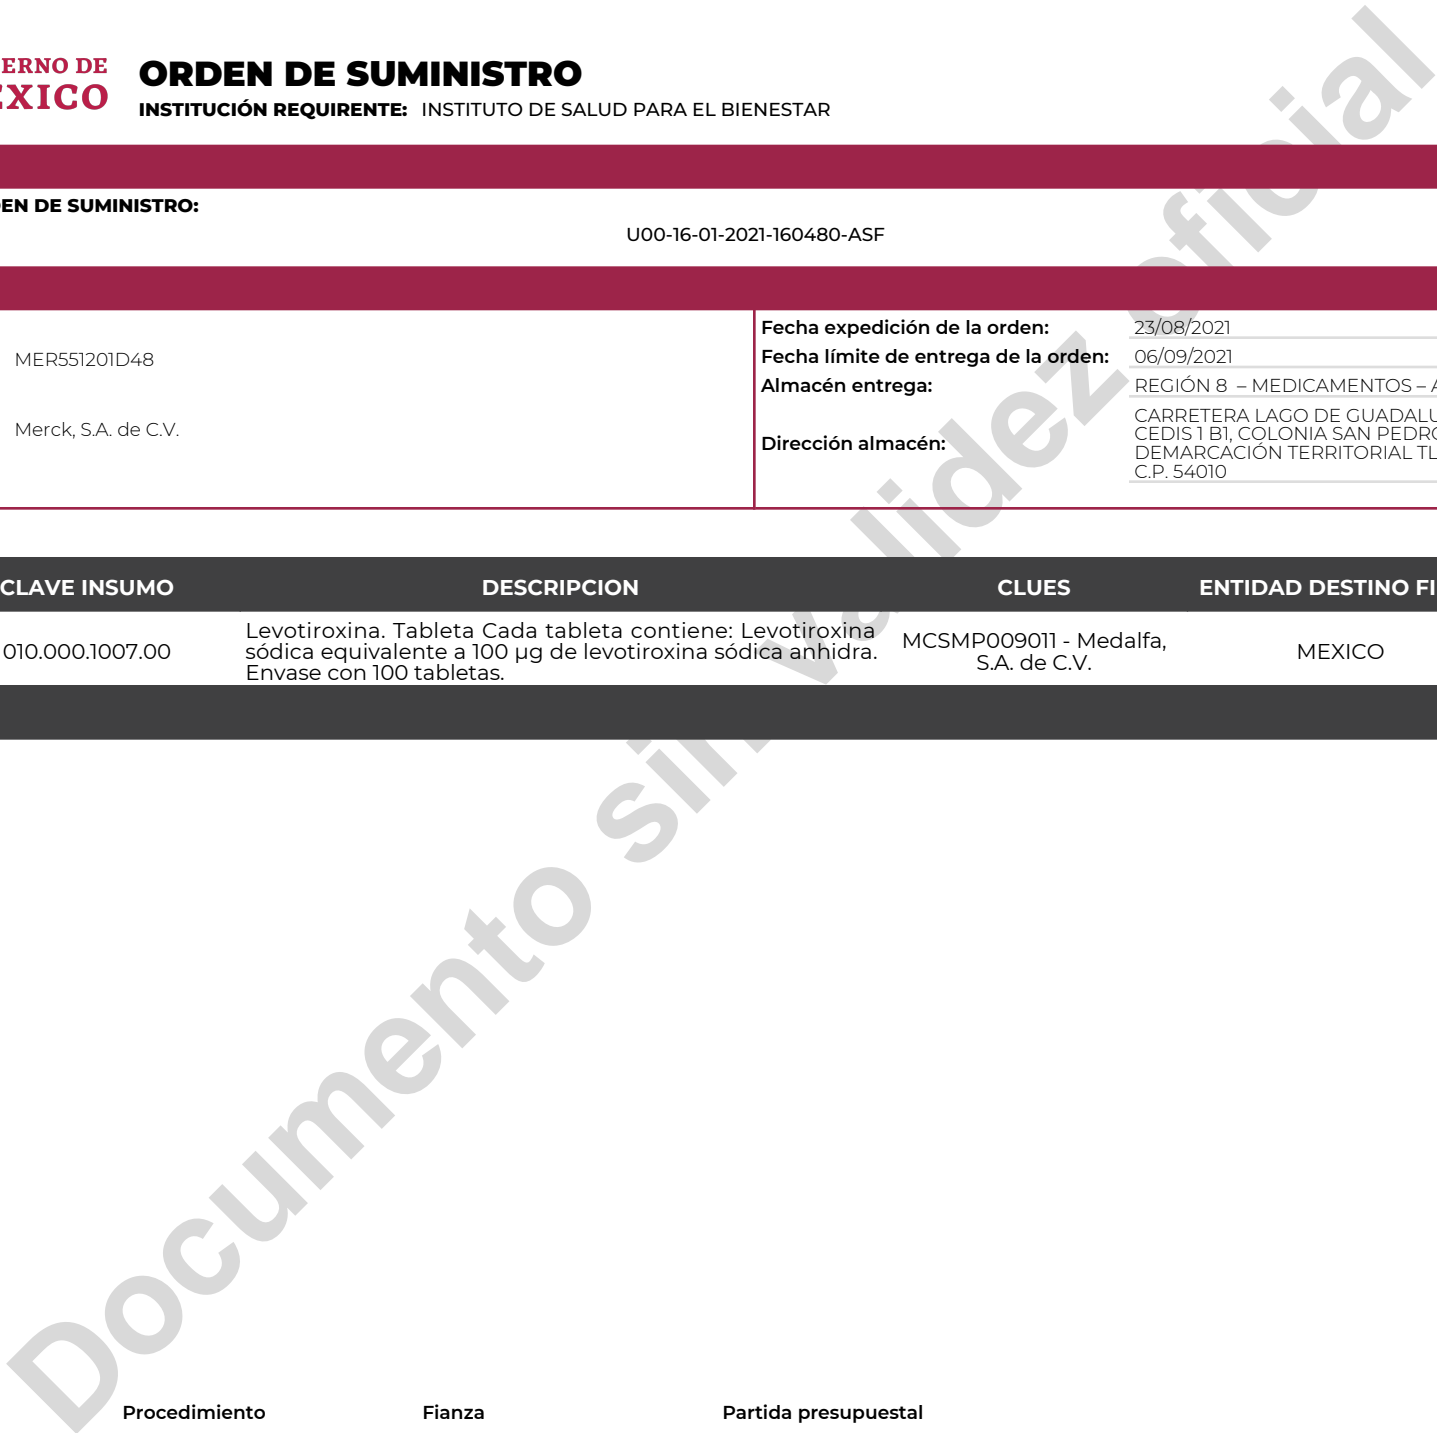 ERNO DE
ORDEN DE SUMINISTRO
INSTITUCIÓN REQUIRENTE: INSTITUTO DE SALUD PARA EL BIENESTAR
EN DE SUMINISTRO:
U00-16-01-2021-160480-ASF
MER551201D48
Merck, S.A. de C.V.
Fecha expedición de la orden: 23/08/2021
Fecha límite de entrega de la orden: 06/09/2021
Almacén entrega: REGIÓN 8 – MEDICAMENTOS –
Dirección almacén:
CARRETERA LAGO DE GUADALU
CEDIS 1 B1, COLONIA SAN PEDRO
DEMARCACIÓN TERRITORIAL TL
C.P. 54010
CLAVE INSUMO DESCRIPCION CLUES ENTIDAD DESTINO FI
010.000.1007.00
Levotiroxina. Tableta Cada tableta contiene: Levotiroxina
sódica equivalente a 100 µg de levotiroxina sódica anhidra.
Envase con 100 tabletas.
MCSMP009011 - Medalfa,
S.A. de C.V.
MEXICO
Documento sin validez oficial
Procedimiento Fianza Partida presupuestal